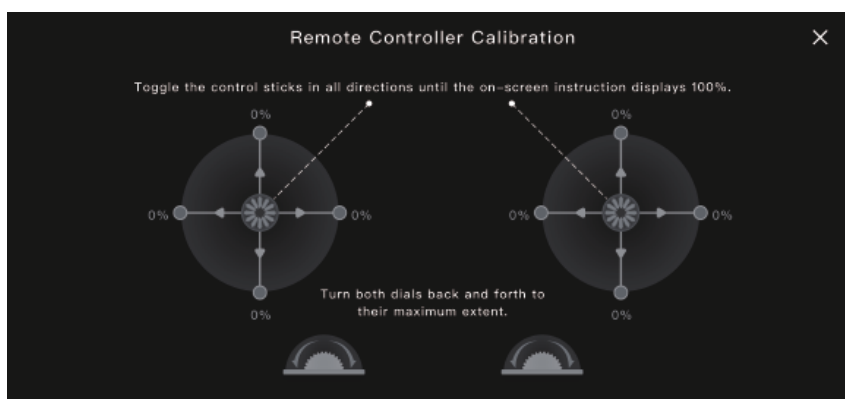 Remote Controller Calibration
Toggle the control sticks in all directions until the on-screen instruction displays 100%.
0%
0%
0%
0%
0%
0%
Turn both dials back and forth to
their maximum extent.
0%
0%